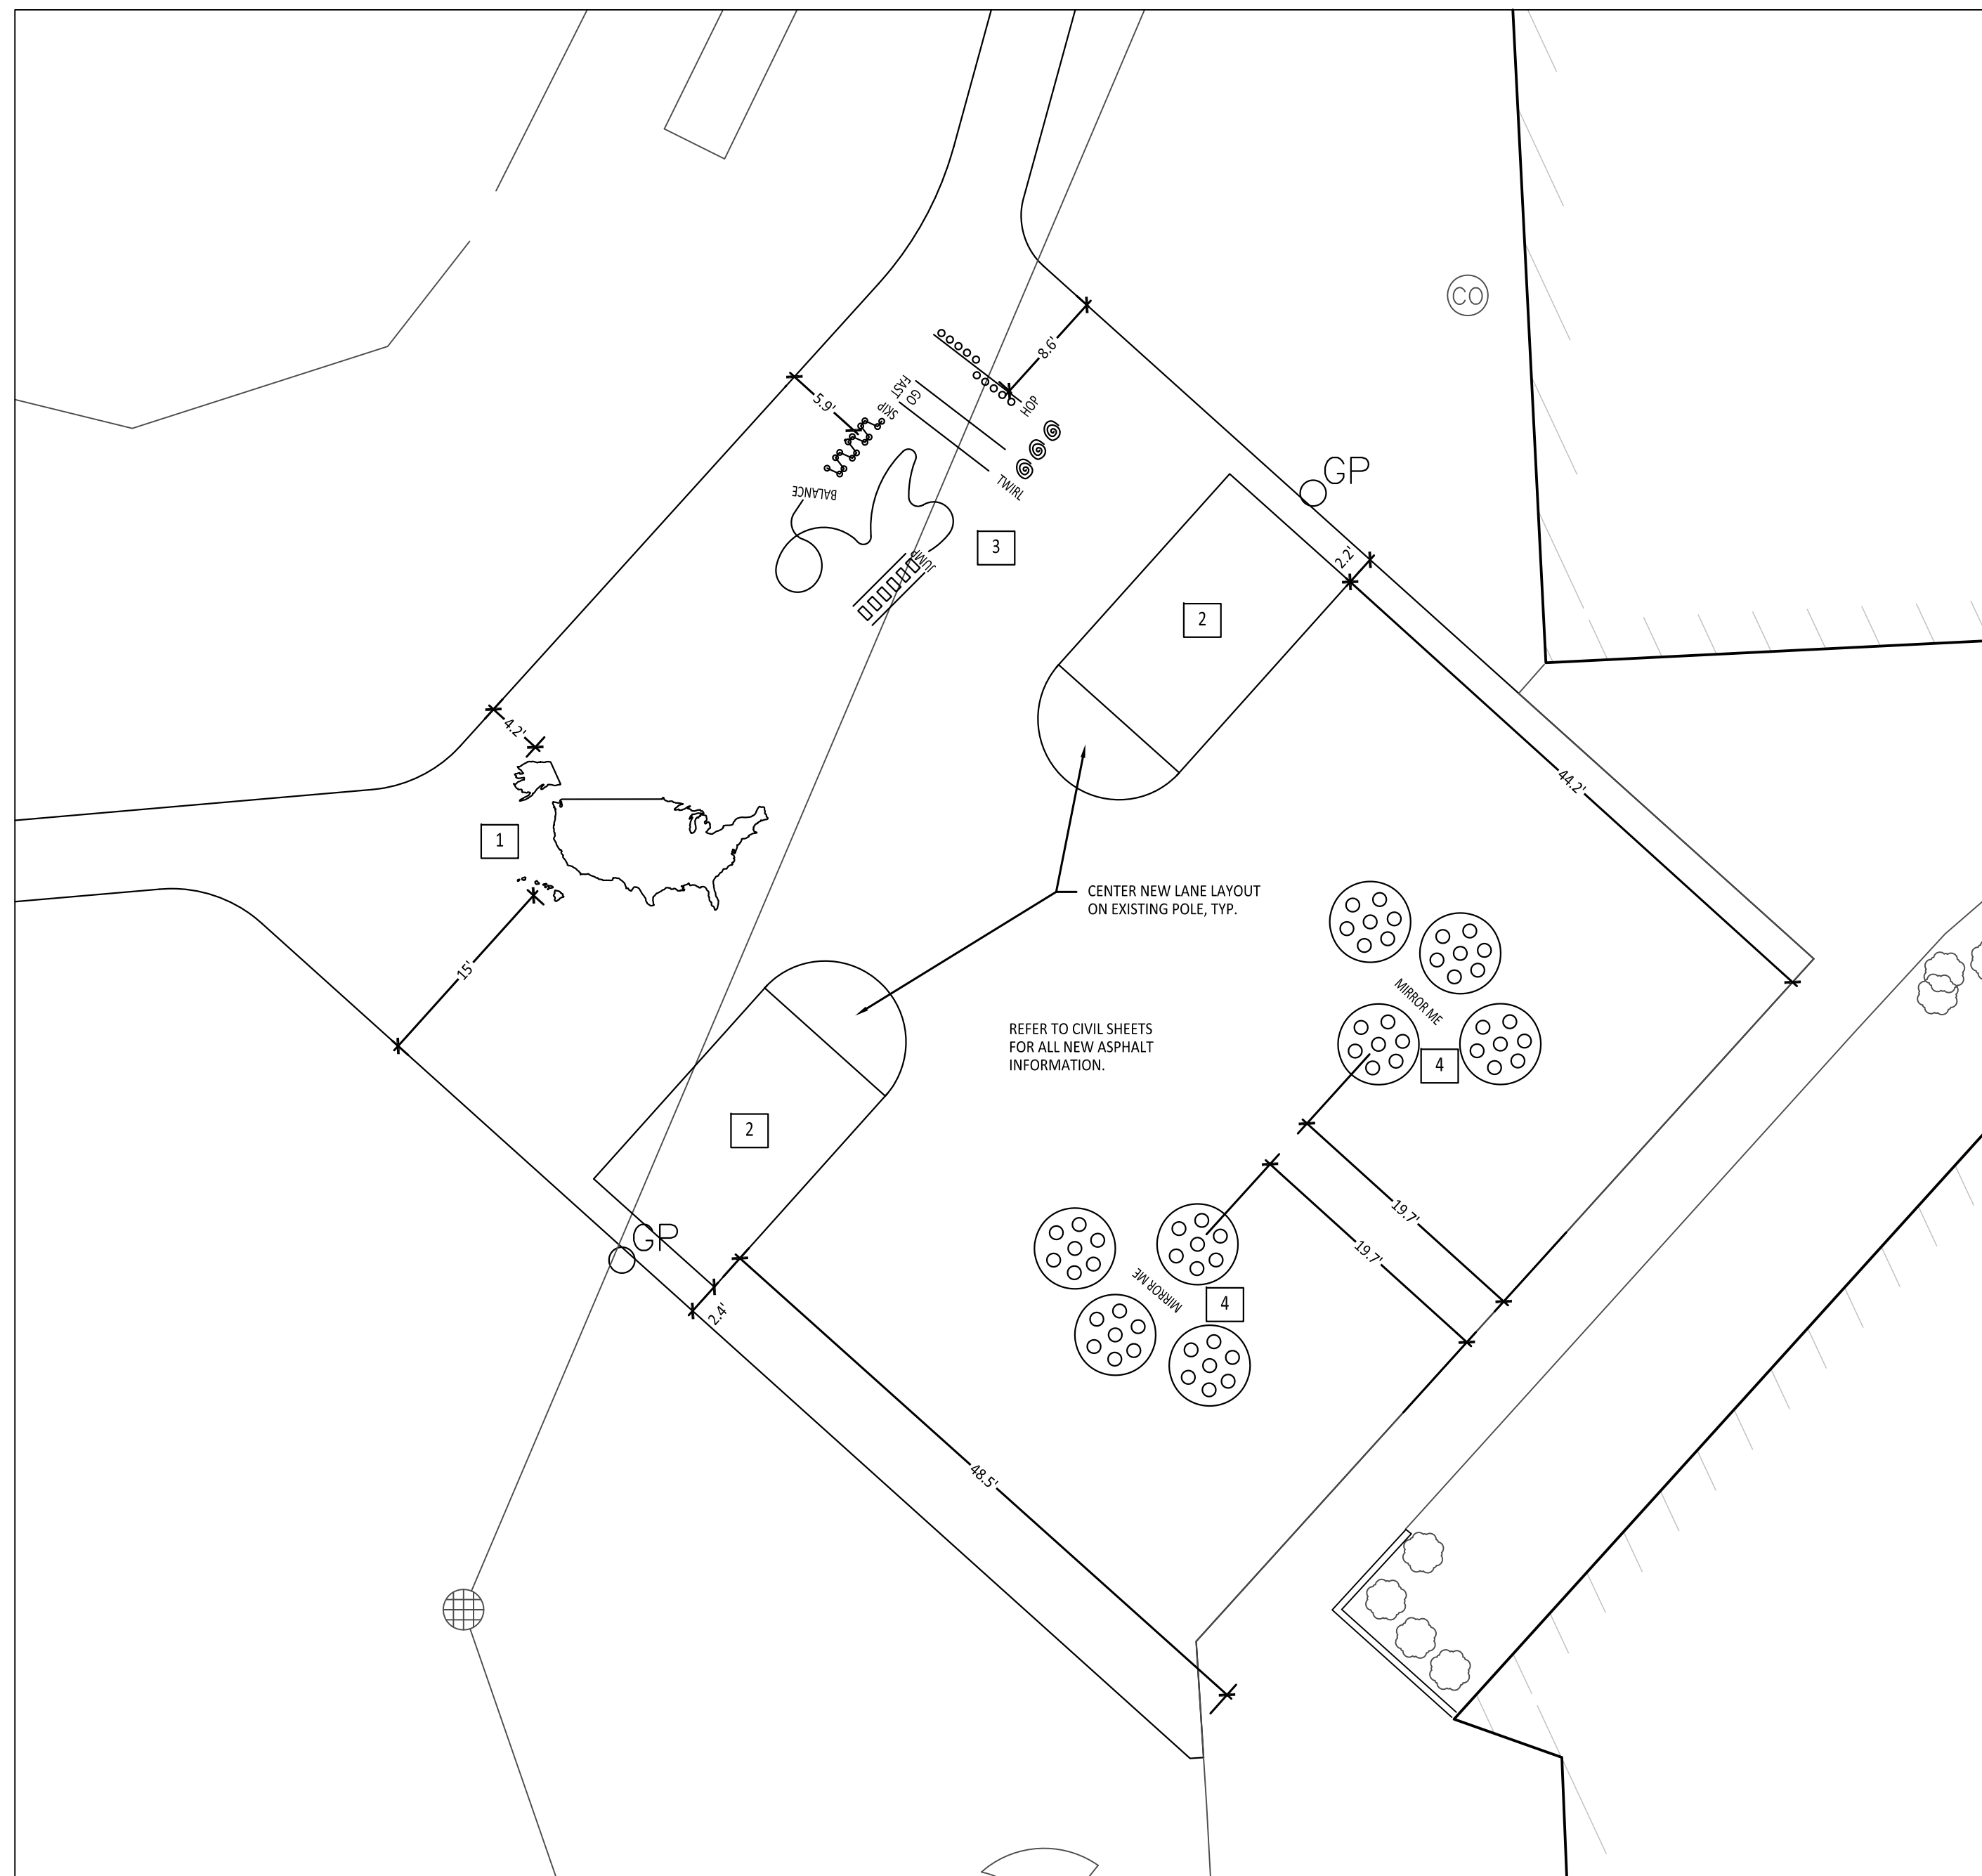 CO
8.6'
5.9'
FAST
GO
SKIP
HOP
BALANCE
TWIRL
GP
JUMP
3
2.2'
2
4.2'
44.2'
1
CENTER NEW LANE LAYOUT
ON EXISTING POLE, TYP.
15'
MIRROR ME
REFER TO CIVIL SHEETS
FOR ALL NEW ASPHALT
INFORMATION.
4
2
19.7'
GP
19.7'
MIRROR ME
4
2.4'
48.5'